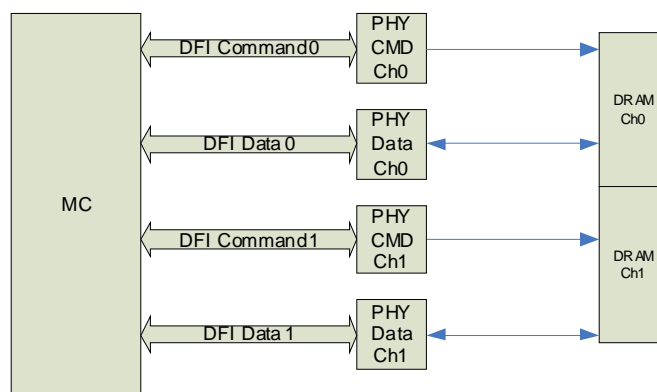 MC
DFI Command0
PHY
CMD
Ch0
DFI Data 0
PHY
Data
Ch0
DRAM
Ch0
DFI Command1
PHY
CMD
Ch1
DRAM
Ch1
DFI Data 1
PHY
Data
Ch1